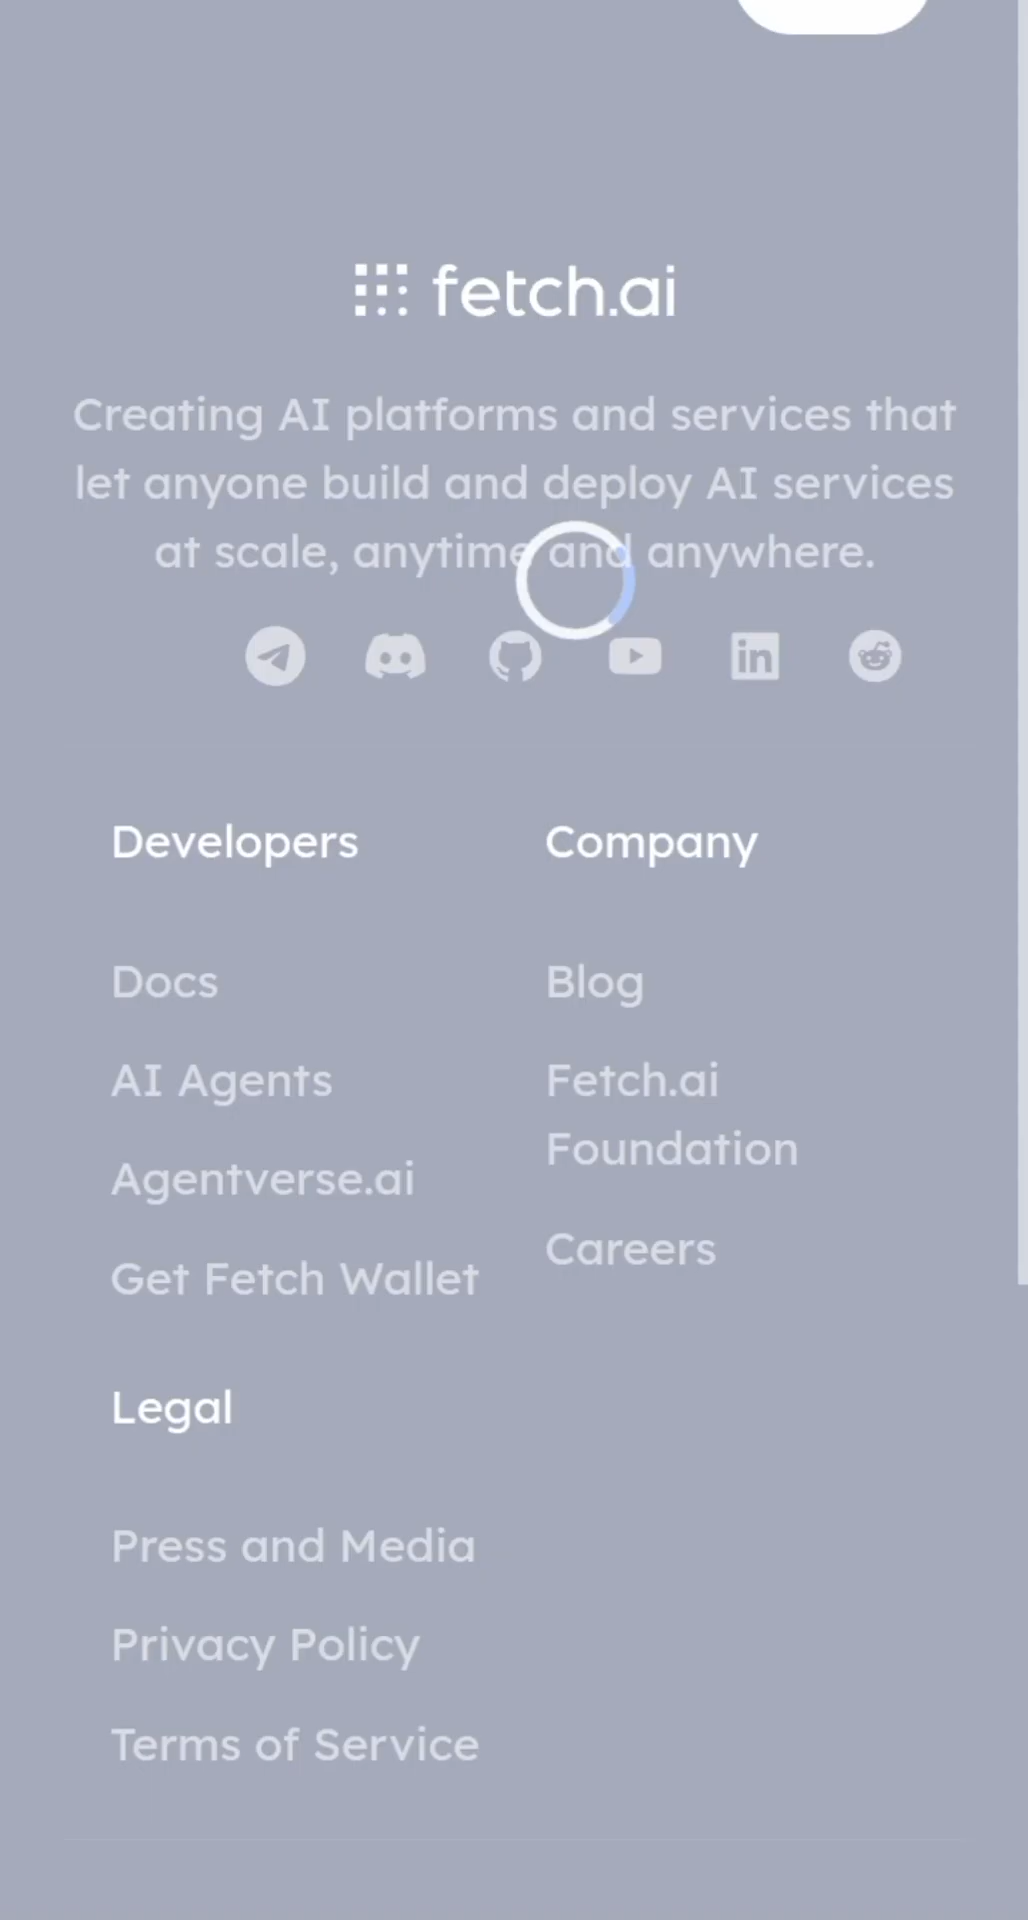 fetch.ai
Creating AI platforms and services that
let anyone build and deploy AI services
at scale, anytime and anywhere.
Developers
Docs
AI Agents
Agentverse.ai
Get Fetch Wallet
Company
Blog
Fetch.ai
Foundation
Careers
Legal
Press and Media
Privacy Policy
Terms of Service